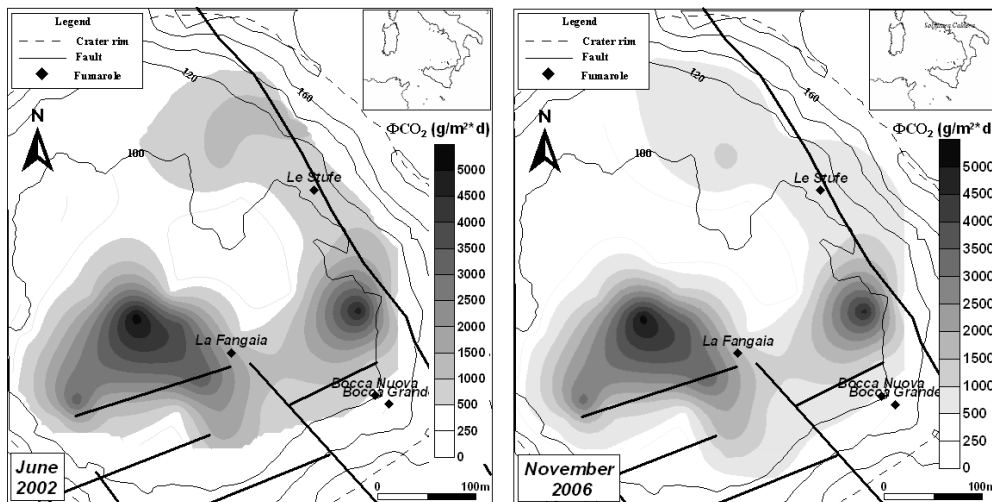 Legend
Crater rim
Fault
Fumarole
120
160
N
ΦCO₂ (g/m²*d)
100
5000
4500
4000
3500
3000
2500
2000
1500
1000
500
250
0
Le Stufe
La Fangaia
Bocca Nuova
Bocca Grande
June
2002
0
100m
Legend
Crater rim
Fault
Fumarole
120
160
N
ΦCO₂ (g/m²*d)
100
5000
4500
4000
3500
3000
2500
2000
1500
1000
500
250
0
Le Stufe
La Fangaia
Bocca Nuova
Bocca Grande
November
2006
0
100m